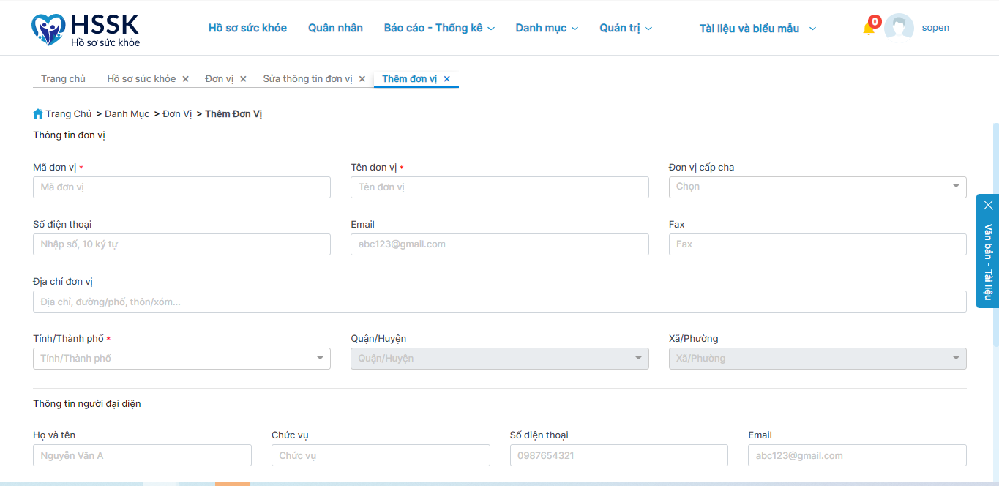 HSSK
Hồ sơ sức khỏe
Hồ sơ sức khỏe Quân nhân Báo cáo - Thống kê Danh mục Quản trị Tài liệu và biểu mẫu 0 sopen
Trang chủ Hồ sơ sức khỏe × Đơn vị × Sửa thông tin đơn vị × Thêm đơn vị ×
Trang Chủ > Danh Mục > Đơn Vị > Thêm Đơn Vị
Thông tin đơn vị
Mã đơn vị * Tên đơn vị * Đơn vị cấp cha
Mã đơn vị Tên đơn vị Chọn
Số điện thoại Email Fax
Nhập số, 10 ký tự abc123@gmail.com Fax
Địa chỉ đơn vị
Địa chỉ, đường/phố, thôn/xóm...
Tỉnh/Thành phố * Quận/Huyện Xã/Phường
Tỉnh/Thành phố Quận/Huyện Xã/Phường
Thông tin người đại diện
Họ và tên Chức vụ Số điện thoại Email
Nguyễn Văn A Chức vụ 0987654321 abc123@gmail.com
Văn bản - Tài liệu